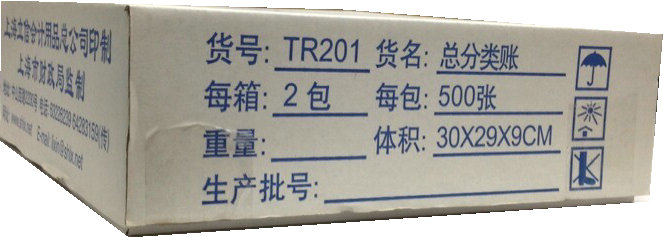 上海立信会计用品总公司印制
上海市财政局监制
货号: TR201 货名: 总分类账
每箱: 2包 每包: 500张
重量: 体积: 30X29X9CM
生产批号: